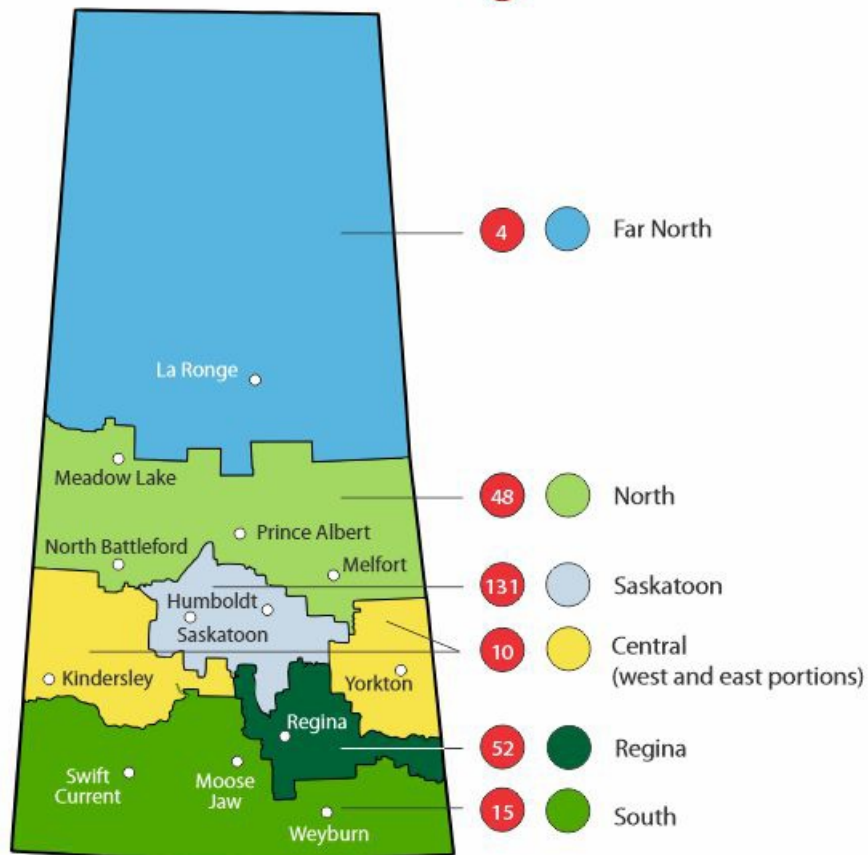 4
Far North
La Ronge
Meadow Lake
48
North
Prince Albert
North Battleford
Melfort
131
Saskatoon
Humboldt
Saskatoon
10
Central
(west and east portions)
Kindersley
Yorkton
Regina
52
Regina
Swift
Current
Moose
Jaw
15
South
Weyburn